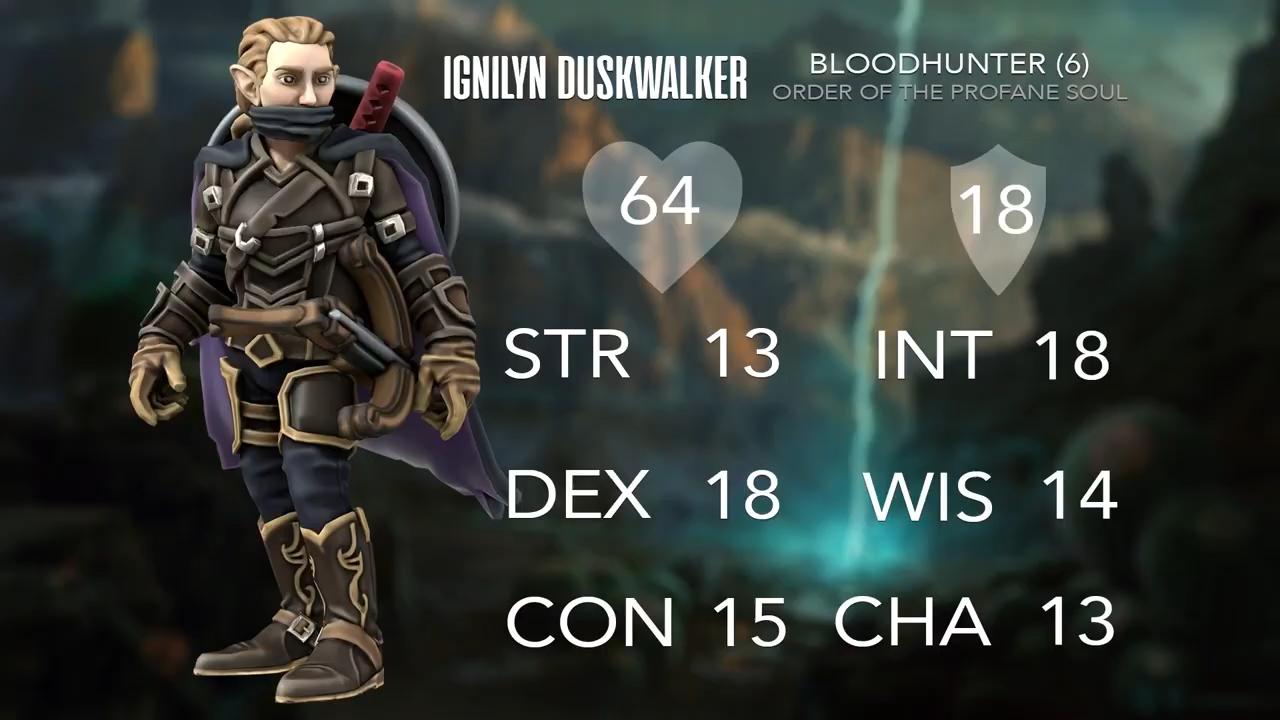 IGNILYN DUSKWALKER
BLOODHUNTER (6)
ORDER OF THE PROFANE SOUL
64
18
STR 13
INT 18
DEX 18
WIS 14
CON 15
CHA 13